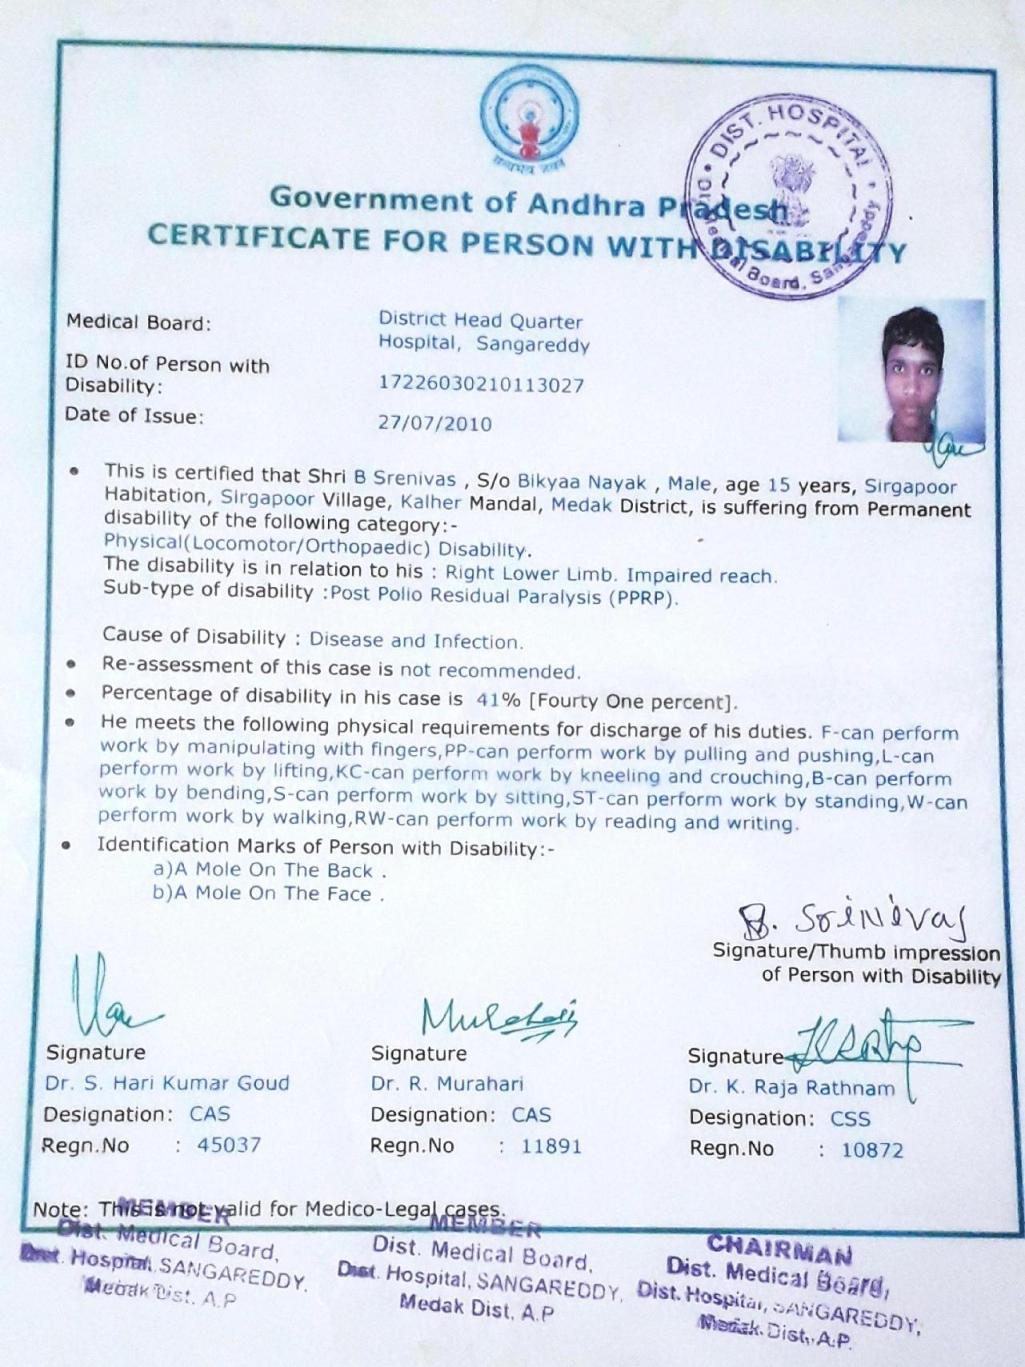 DIST. HOSPITAL
Board, Sangareddy
Government of Andhra Pradesh
CERTIFICATE FOR PERSON WITH DISABILITY
Medical Board: District Head Quarter
Hospital, Sangareddy
ID No.of Person with
Disability: 17226030210113027
Date of Issue: 27/07/2010
• This is certified that Shri B Srenivas , S/o Bikyaa Nayak , Male, age 15 years, Sirgapoor
Habitation, Sirgapoor Village, Kalher Mandal, Medak District, is suffering from Permanent
disability of the following category:-
Physical(Locomotor/Orthopaedic) Disability.
The disability is in relation to his : Right Lower Limb. Impaired reach.
Sub-type of disability :Post Polio Residual Paralysis (PPRP).
Cause of Disability : Disease and Infection.
• Re-assessment of this case is not recommended.
• Percentage of disability in his case is 41% [Fourty One percent].
• He meets the following physical requirements for discharge of his duties. F-can perform
work by manipulating with fingers,PP-can perform work by pulling and pushing,L-can
perform work by lifting,KC-can perform work by kneeling and crouching,B-can perform
work by bending,S-can perform work by sitting,ST-can perform work by standing,W-can
perform work by walking,RW-can perform work by reading and writing.
• Identification Marks of Person with Disability:-
a)A Mole On The Back .
b)A Mole On The Face .
B. SriNivas
Signature/Thumb impression
of Person with Disability
Signature Signature Signature
Dr. S. Hari Kumar Goud Dr. R. Murahari Dr. K. Raja Rathnam
Designation: CAS Designation: CAS Designation: CSS
Regn.No : 45037 Regn.No : 11891 Regn.No : 10872
Note: This is not valid for Medico-Legal cases.
MEMBER
Dist. Medical Board,
Dist. Hospital, SANGAREDDY.
Medak Dist. A.P
MEMBER
Dist. Medical Board,
Dist. Hospital, SANGAREDDY,
Medak Dist, A.P
CHAIRMAN
Dist. Medical Board,
Dist. Hospital, SANGAREDDY,
Medak Dist., A.P.